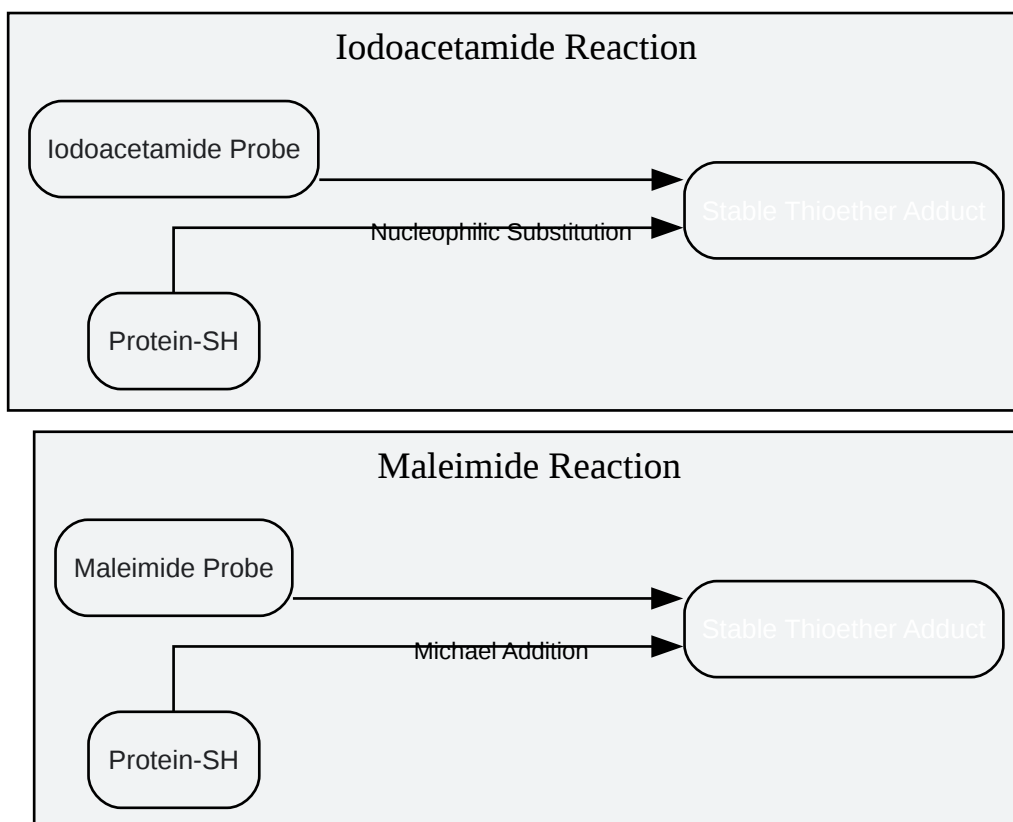 Iodoacetamide Reaction
Iodoacetamide Probe
Stable Thioether Adduct
Nucleophilic Substitution
Protein-SH
Maleimide Reaction
Maleimide Probe
Stable Thioether Adduct
Michael Addition
Protein-SH